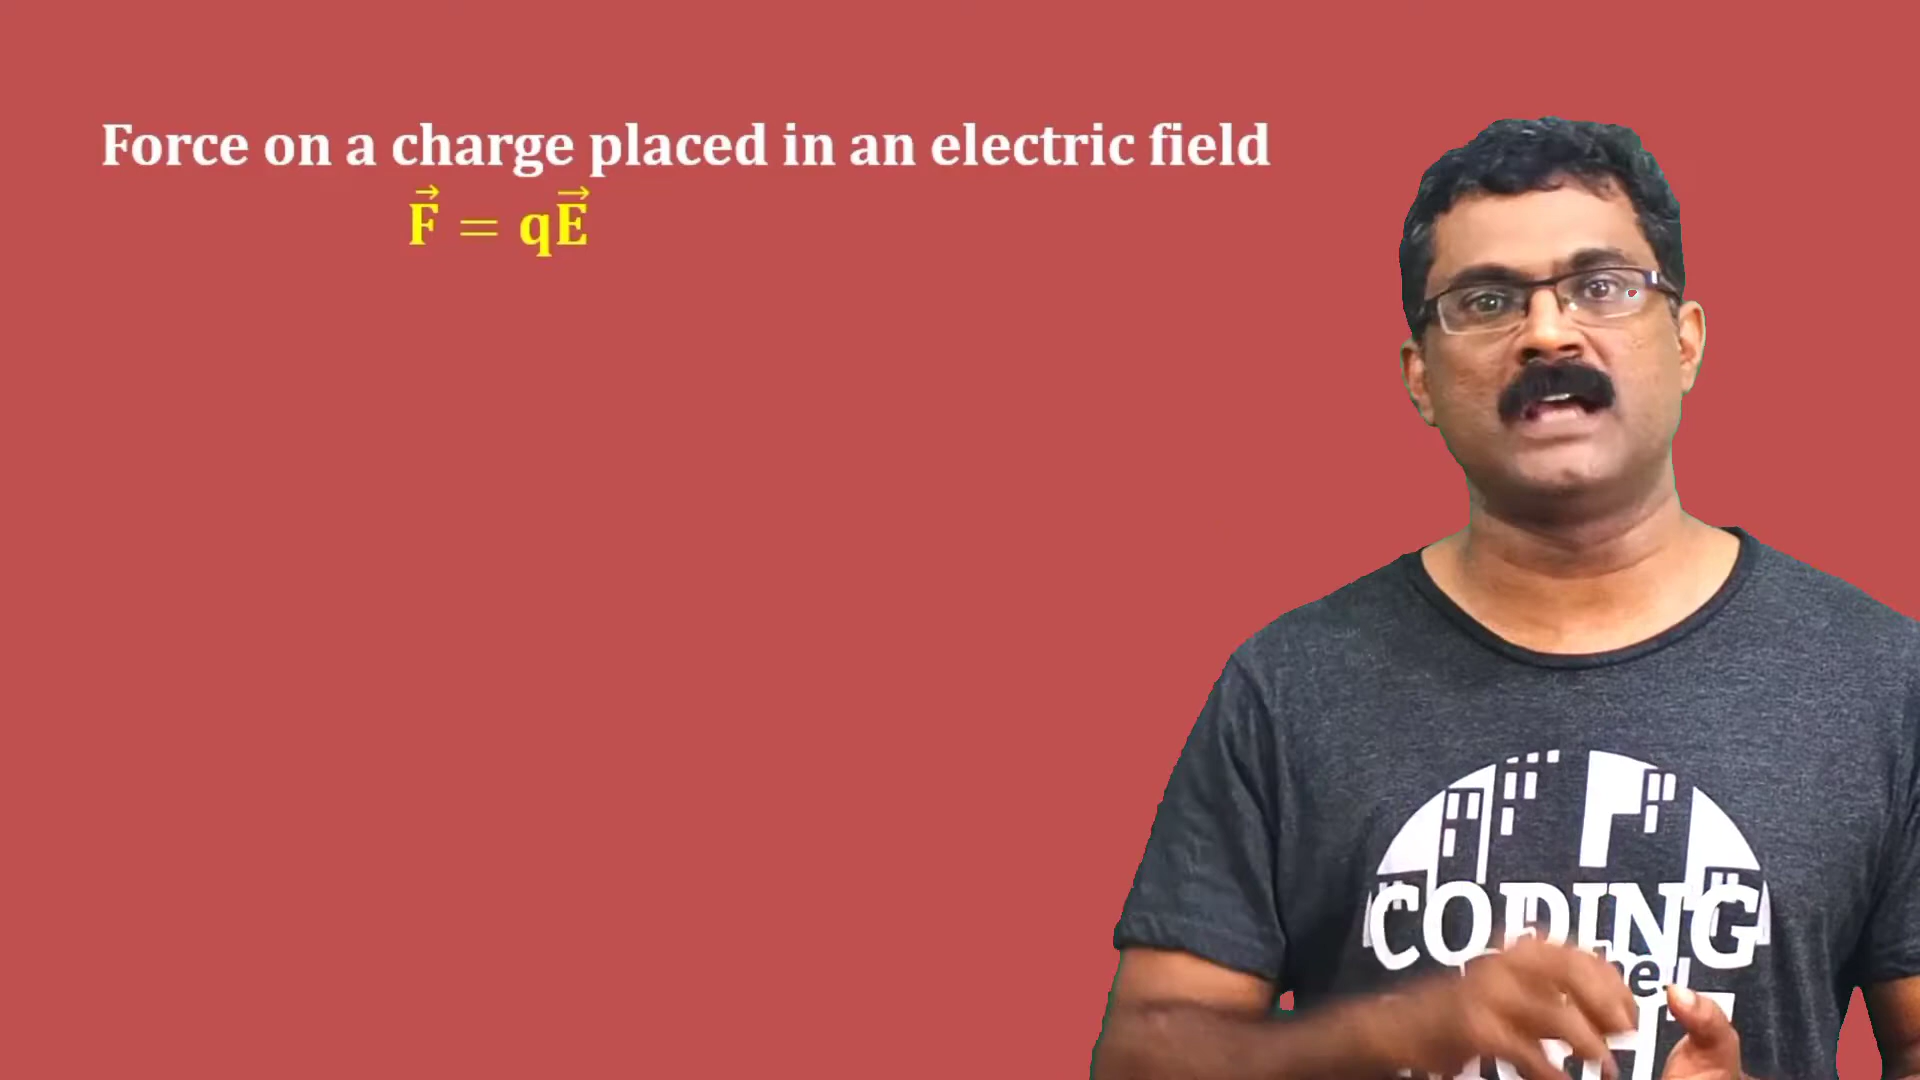 Force on a charge placed in an electric field
F⃗ = qE⃗
CODING